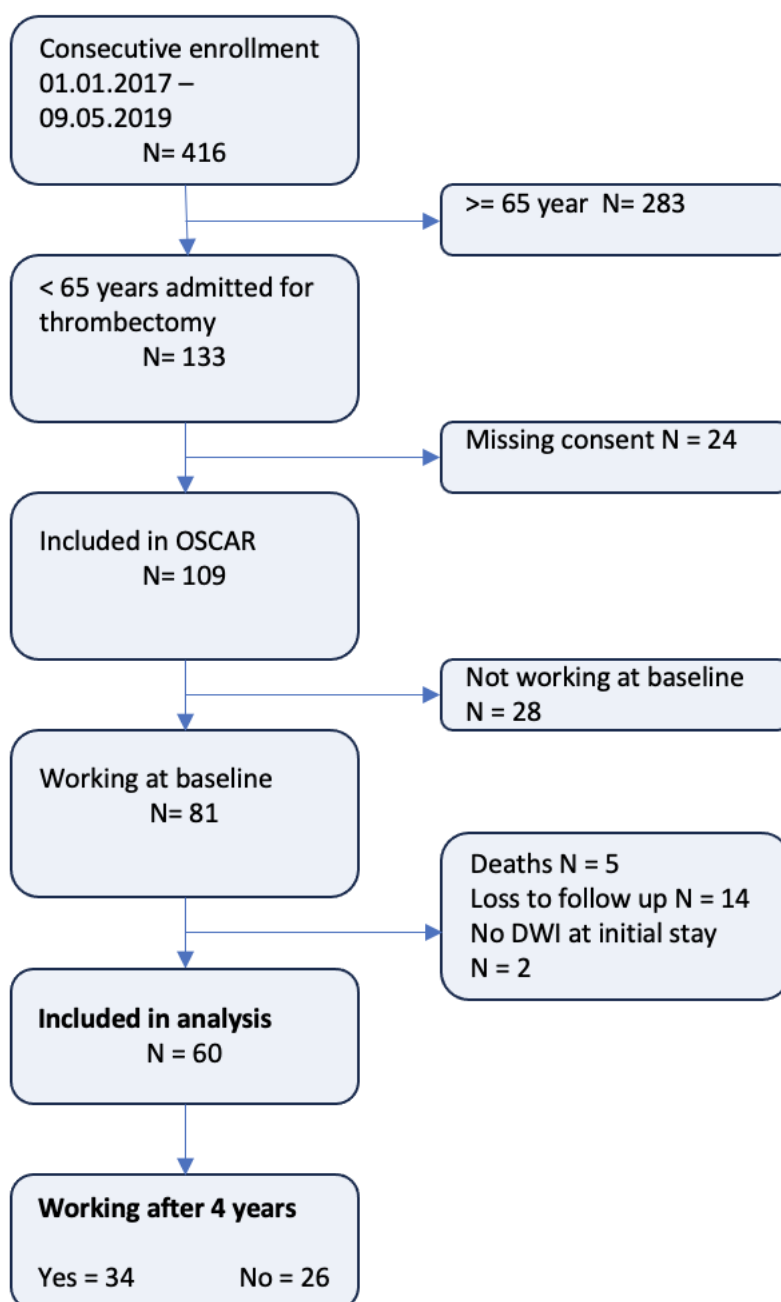 Consecutive enrollment
01.01.2017 –
09.05.2019
N= 416
>= 65 year  N= 283
< 65 years admitted for
thrombectomy
N= 133
Missing consent N = 24
Included in OSCAR
N= 109
Not working at baseline
N = 28
Working at baseline
N= 81
Deaths N = 5
Loss to follow up N = 14
No DWI at initial stay
N = 2
Included in analysis
N = 60
Working after 4 years
Yes = 34 No = 26